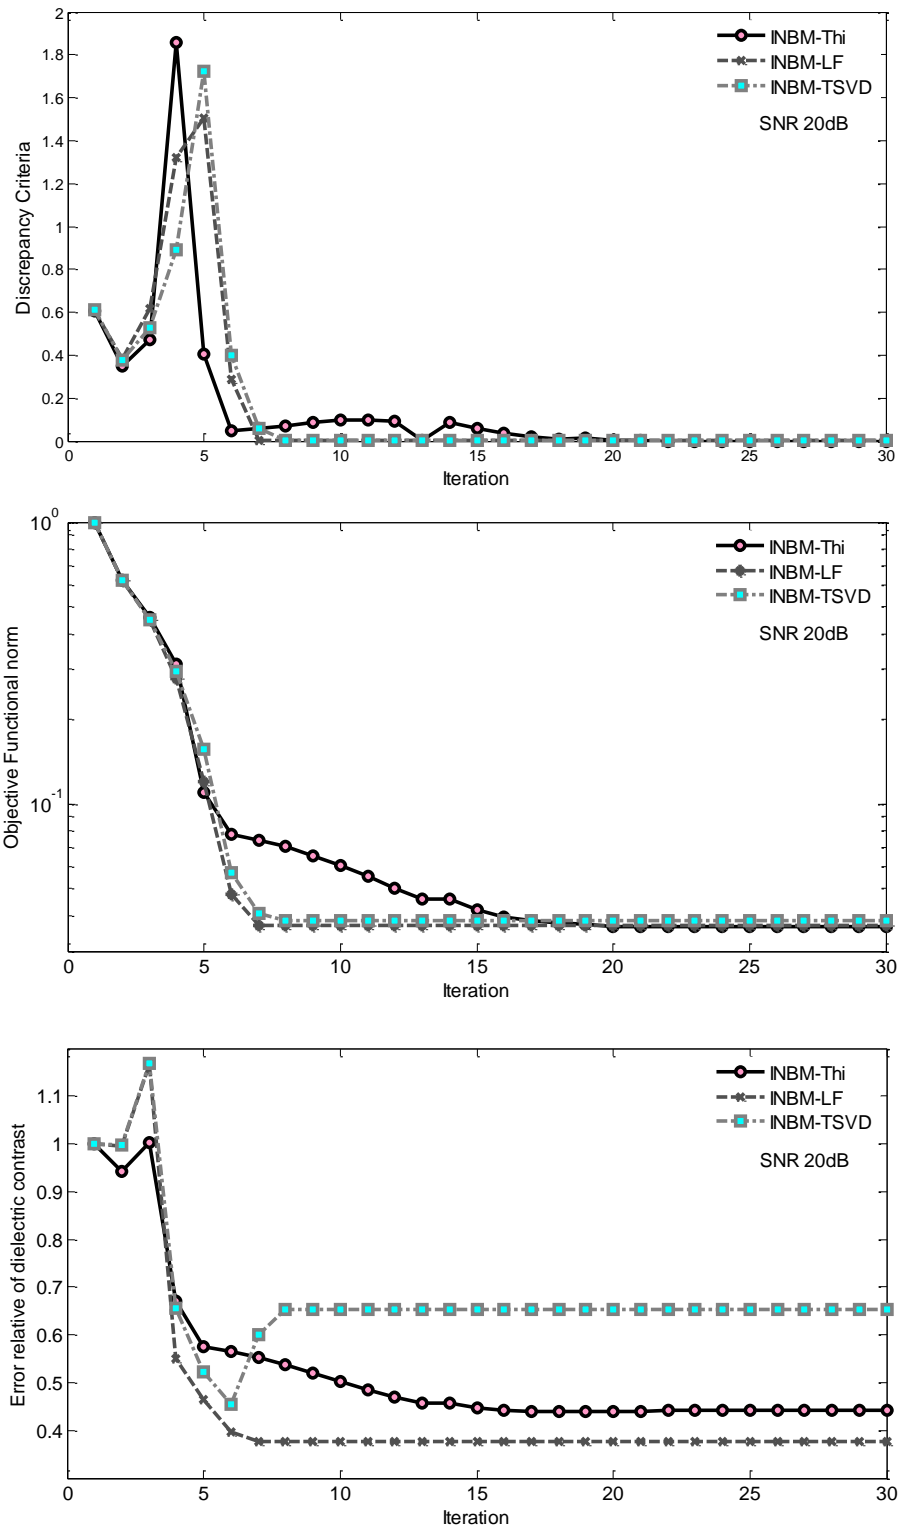 2
1.8
1.6
1.4
1.2
1
0.8
0.6
0.4
0.2
0
Discrepancy Criteria
INBM-Thi
INBM-LF
INBM-TSVD
SNR 20dB
0 5 10 15 20 25 30
Iteration
10^0
10^-1
Objective Functional norm
INBM-Thi
INBM-LF
INBM-TSVD
SNR 20dB
0 5 10 15 20 25 30
Iteration
1.1
1
0.9
0.8
0.7
0.6
0.5
0.4
Error relative of dielectric contrast
INBM-Thi
INBM-LF
INBM-TSVD
SNR 20dB
0 5 10 15 20 25 30
Iteration